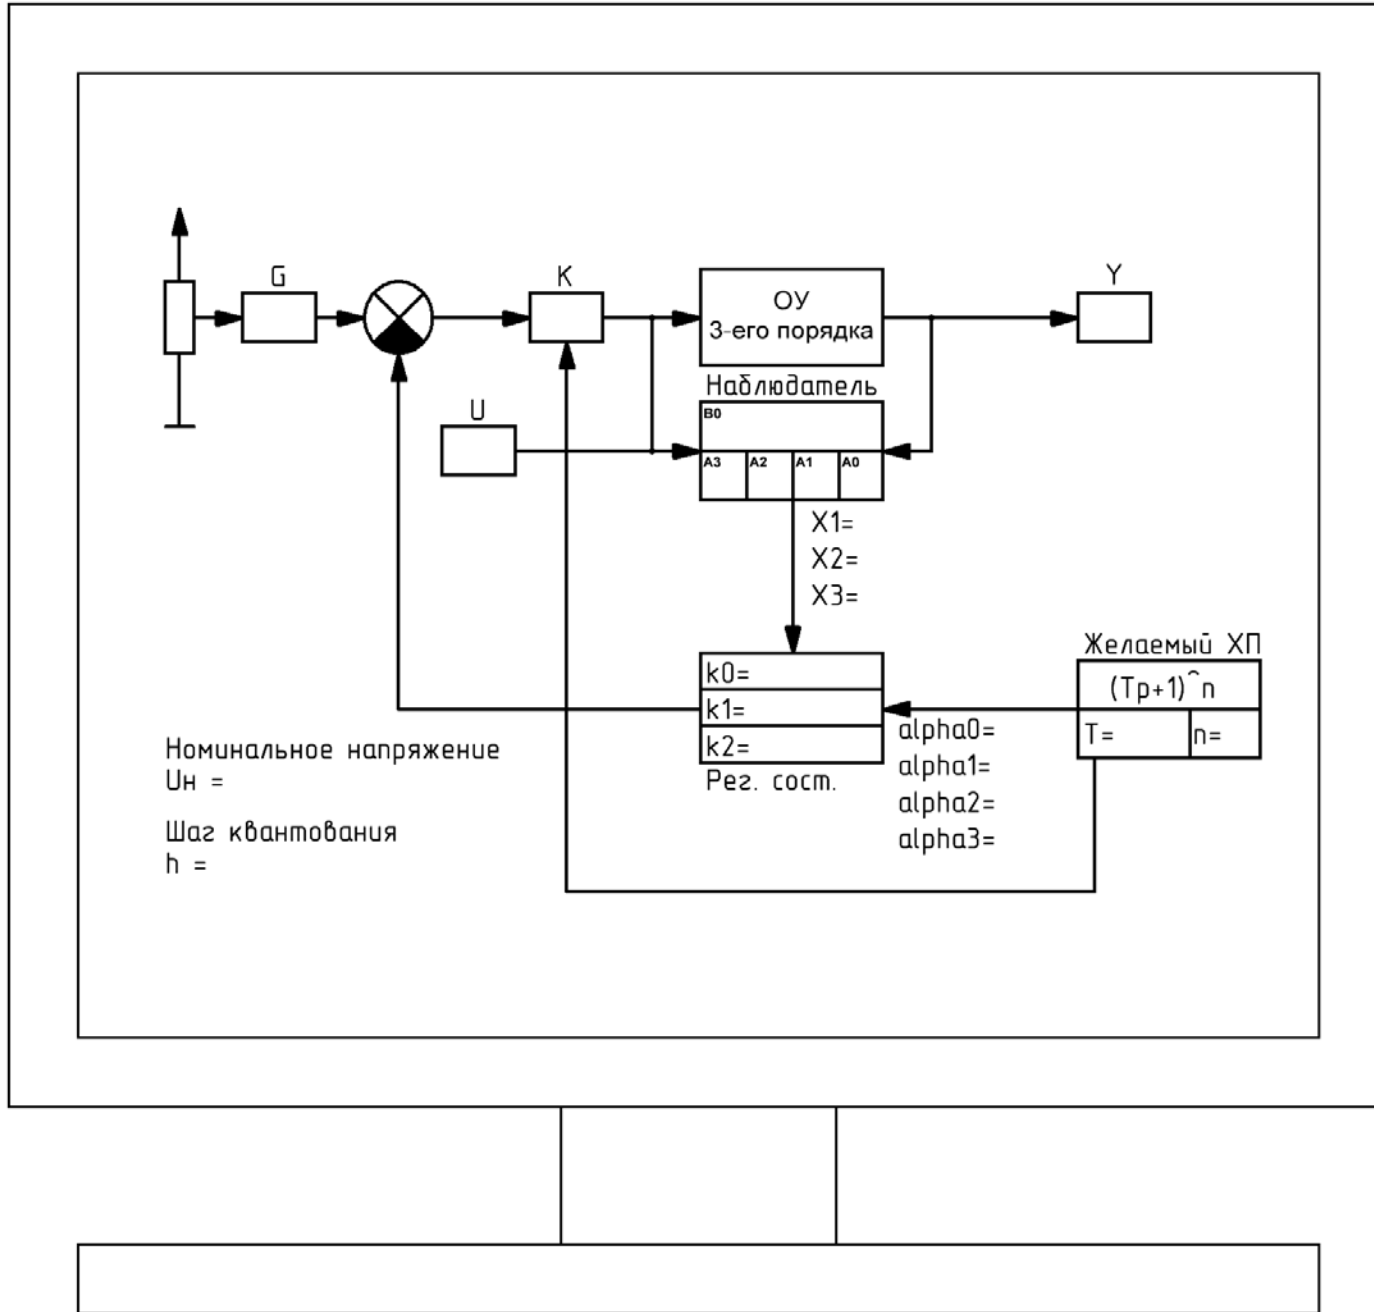 G
K
ОУ
3-его порядка
Y
Наблюдатель
U
B0
A3 A2 A1 A0
X1=
X2=
X3=
Желаемый ХП
(Tp+1)^n
T= n=
k0=
k1=
k2=
Рег. сост.
alpha0=
alpha1=
alpha2=
alpha3=
Номинальное напряжение
Uн =
Шаг квантования
h =